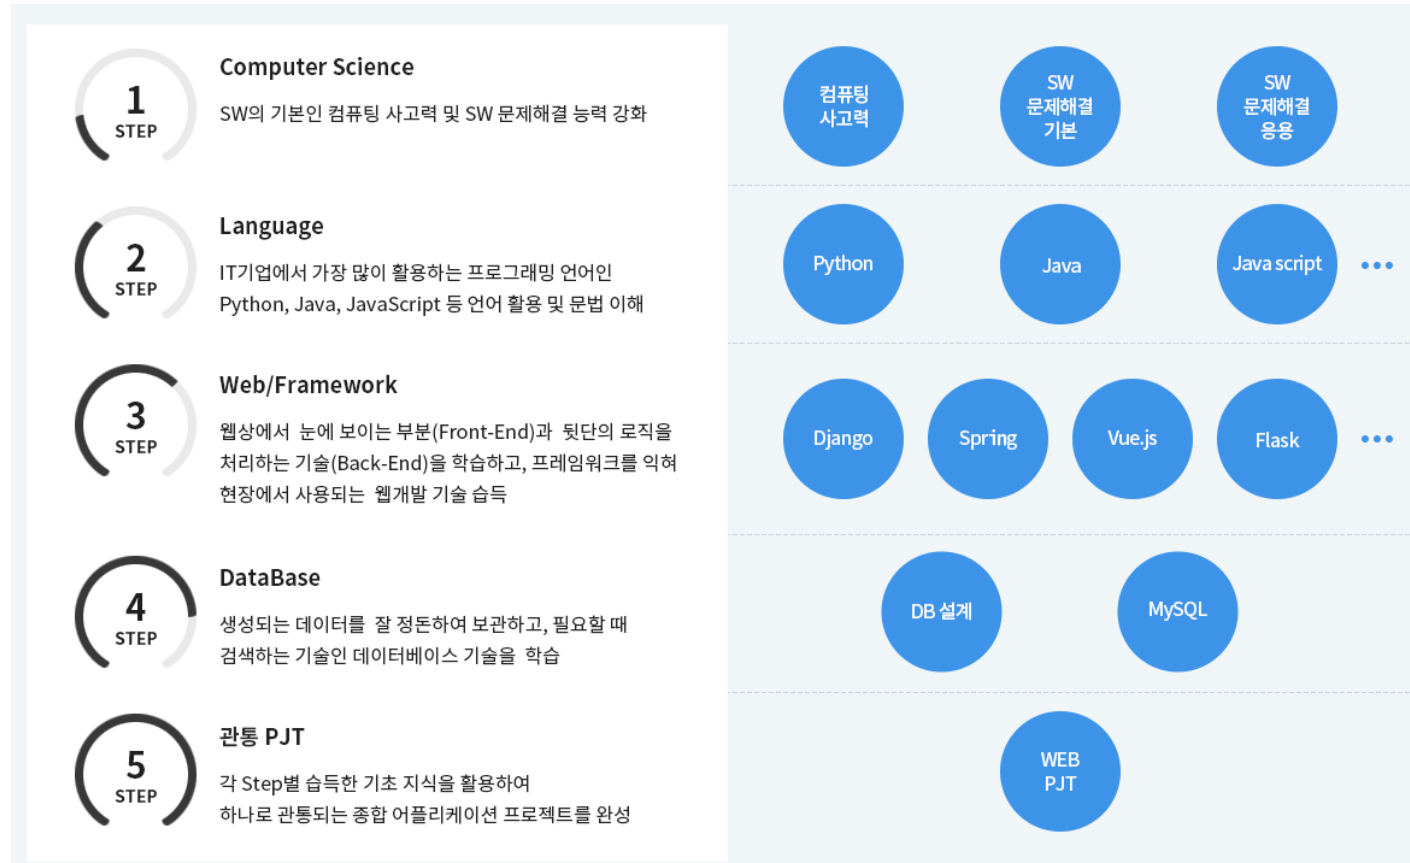 1
STEP
Computer Science
SW의 기본인 컴퓨팅 사고력 및 SW 문제해결 능력 강화
컴퓨팅
사고력
SW
문제해결
기본
SW
문제해결
응용
2
STEP
Language
IT기업에서 가장 많이 활용하는 프로그래밍 언어인
Python, Java, JavaScript 등 언어 활용 및 문법 이해
Python
Java
Java script
3
STEP
Web/Framework
웹상에서 눈에 보이는 부분(Front-End)과 뒷단의 로직을
처리하는 기술(Back-End)을 학습하고, 프레임워크를 익혀
현장에서 사용되는 웹개발 기술 습득
Django
Spring
Vue.js
Flask
4
STEP
DataBase
생성되는 데이터를 잘 정돈하여 보관하고, 필요할 때
검색하는 기술인 데이터베이스 기술을 학습
DB 설계
MySQL
5
STEP
관통 PJT
각 Step별 습득한 기초 지식을 활용하여
하나로 관통되는 종합 어플리케이션 프로젝트를 완성
WEB
PJT